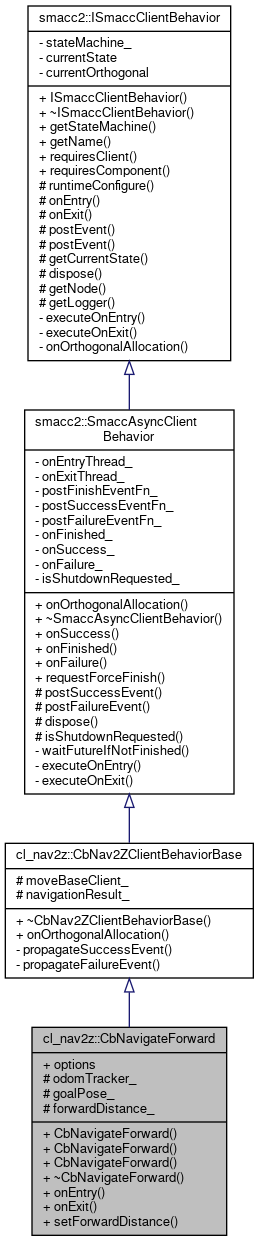 smacc2::ISmaccClientBehavior
- stateMachine_
- currentState
- currentOrthogonal
+ ISmaccClientBehavior()
+ ~ISmaccClientBehavior()
+ getStateMachine()
+ getName()
+ requiresClient()
+ requiresComponent()
# runtimeConfigure()
# onEntry()
# onExit()
# postEvent()
# postEvent()
# getCurrentState()
# dispose()
# getNode()
# getLogger()
- executeOnEntry()
- executeOnExit()
- onOrthogonalAllocation()
smacc2::SmaccAsyncClient
Behavior
- onEntryThread_
- onExitThread_
- postFinishEventFn_
- postSuccessEventFn_
- postFailureEventFn_
- onFinished_
- onSuccess_
- onFailure_
- isShutdownRequested_
+ onOrthogonalAllocation()
+ ~SmaccAsyncClientBehavior()
+ onSuccess()
+ onFinished()
+ onFailure()
+ requestForceFinish()
# postSuccessEvent()
# postFailureEvent()
# dispose()
# isShutdownRequested()
- waitFutureIfNotFinished()
- executeOnEntry()
- executeOnExit()
cl_nav2z::CbNav2ZClientBehaviorBase
# moveBaseClient_
# navigationResult_
+ ~CbNav2ZClientBehaviorBase()
+ onOrthogonalAllocation()
- propagateSuccessEvent()
- propagateFailureEvent()
cl_nav2z::CbNavigateForward
+ options
# odomTracker_
# goalPose_
# forwardDistance_
+ CbNavigateForward()
+ CbNavigateForward()
+ CbNavigateForward()
+ ~CbNavigateForward()
+ onEntry()
+ onExit()
+ setForwardDistance()